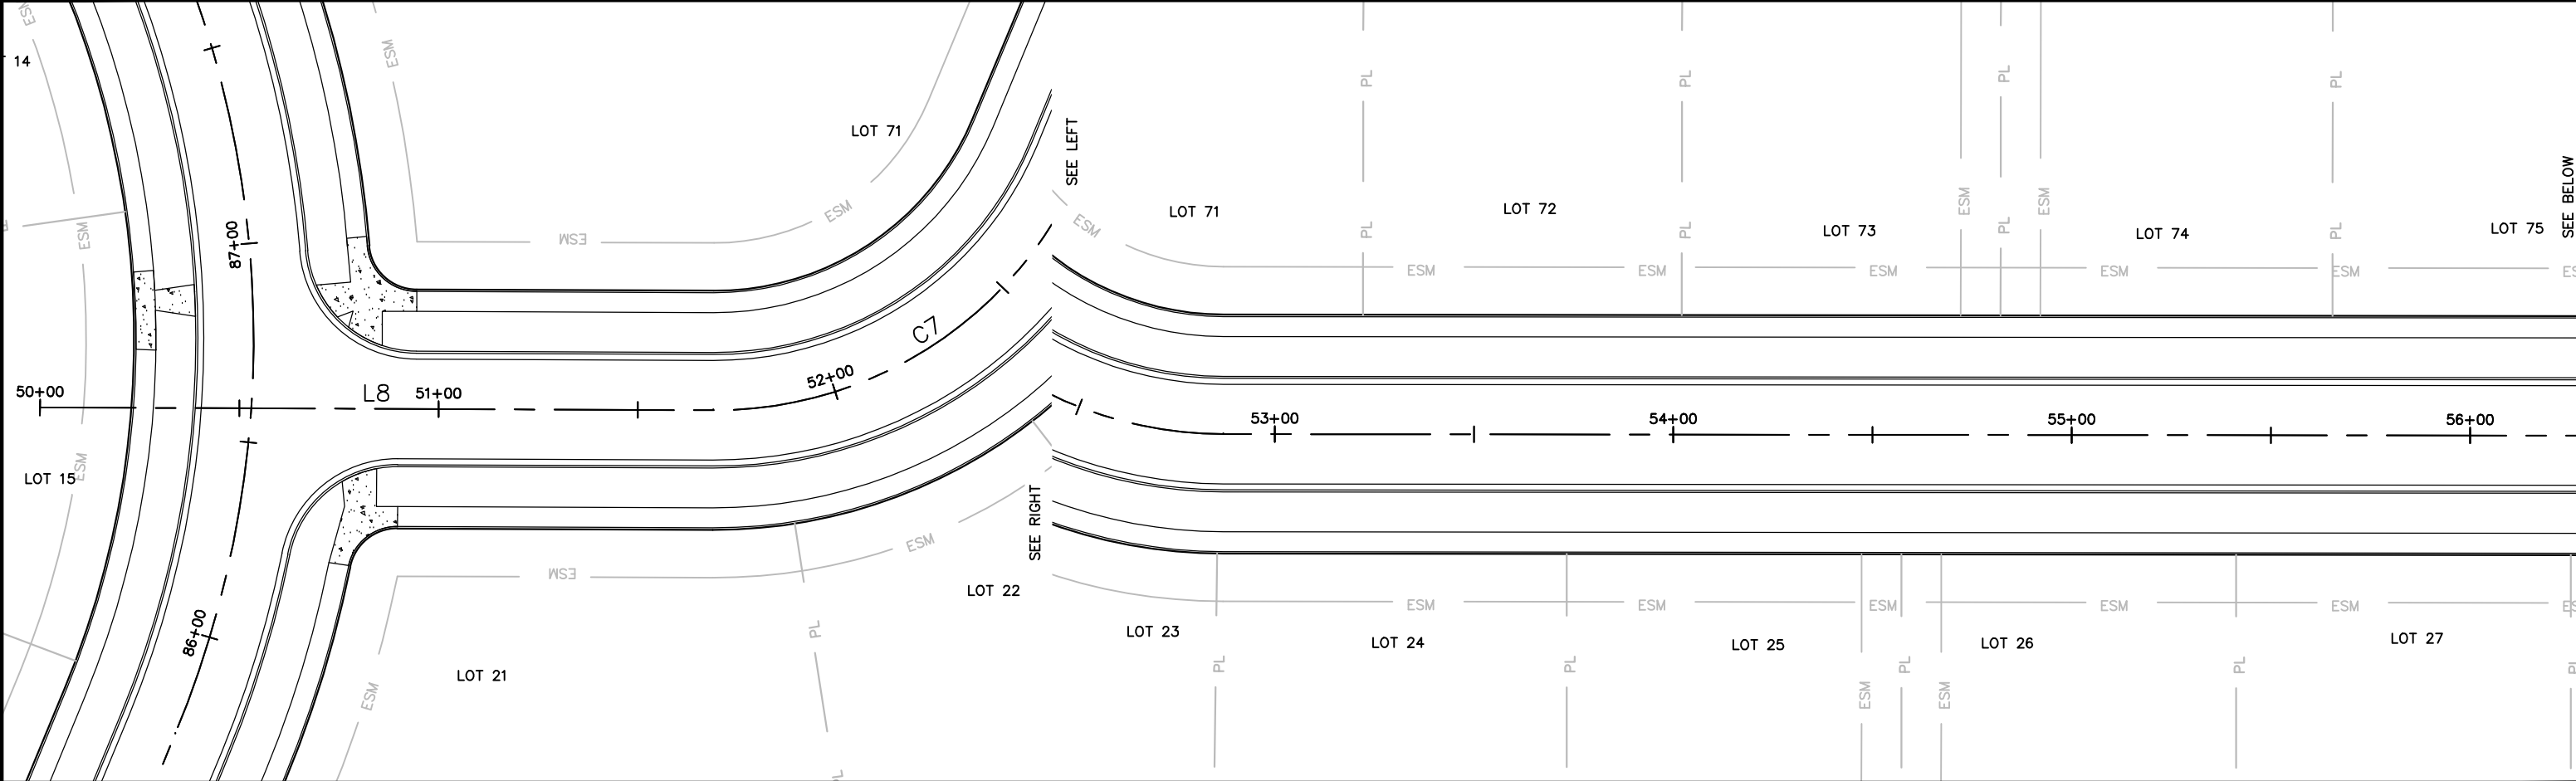 ESM
14
ESM
LOT 71
ESM
ESM
ESM
87+00
50+00
L8
51+00
52+00
C7
LOT 15
ESM
86+00
ESM
ESM
ESM
LOT 21
PL
LOT 22
SEE LEFT
SEE RIGHT
PL
PL
PL
PL
ESM
LOT 71
PL
LOT 72
PL
ESM
PL
ESM
LOT 73
LOT 74
PL
LOT 75
SEE BELOW
ESM
ESM
ESM
ESM
ESM
53+00
54+00
55+00
56+00
ESM
ESM
ESM
ESM
ESM
LOT 23
LOT 24
LOT 25
LOT 26
LOT 27
PL
PL
PL
PL
ESM
ESM